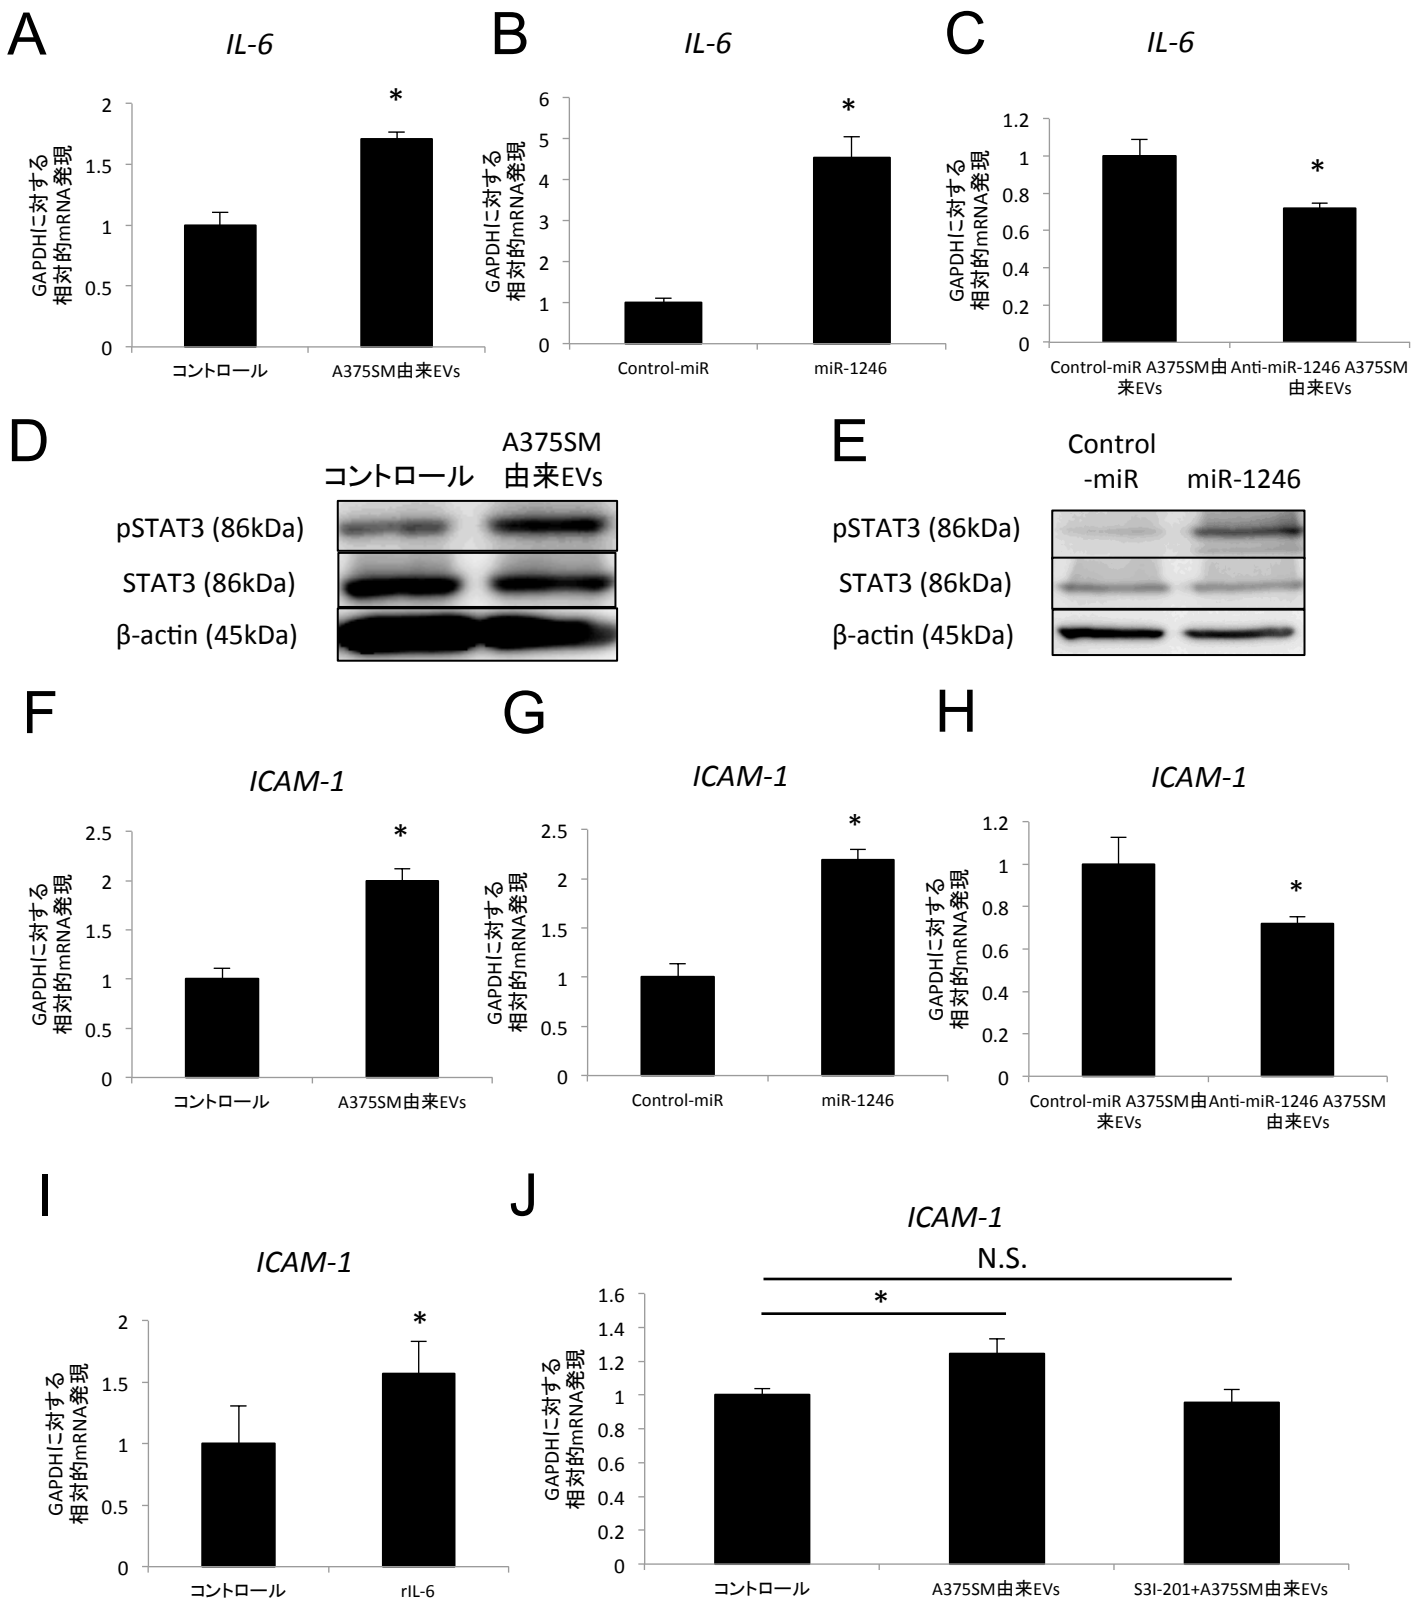 A
IL-6
*
GAPDHに対する
相対的mRNA発現
2
1.5
1
0.5
0
コントロール
A375SM由来EVs
B
IL-6
*
GAPDHに対する
相対的mRNA発現
6
5
4
3
2
1
0
Control-miR
miR-1246
C
IL-6
*
GAPDHに対する
相対的mRNA発現
1.2
1
0.8
0.6
0.4
0.2
0
Control-miR A375SM由
来EVs
Anti-miR-1246 A375SM
由来EVs
D
コントロール
A375SM
由来EVs
pSTAT3 (86kDa)
STAT3 (86kDa)
β-actin (45kDa)
E
Control
-miR
miR-1246
pSTAT3 (86kDa)
STAT3 (86kDa)
β-actin (45kDa)
F
ICAM-1
*
GAPDHに対する
相対的mRNA発現
2.5
2
1.5
1
0.5
0
コントロール
A375SM由来EVs
G
ICAM-1
*
GAPDHに対する
相対的mRNA発現
2.5
2
1.5
1
0.5
0
Control-miR
miR-1246
H
ICAM-1
*
GAPDHに対する
相対的mRNA発現
1.2
1
0.8
0.6
0.4
0.2
0
Control-miR A375SM由
来EVs
Anti-miR-1246 A375SM
由来EVs
I
ICAM-1
*
GAPDHに対する
相対的mRNA発現
2
1.5
1
0.5
0
コントロール
rIL-6
J
ICAM-1
N.S.
*
GAPDHに対する
相対的mRNA発現
1.6
1.4
1.2
1
0.8
0.6
0.4
0.2
0
コントロール
A375SM由来EVs
S3I-201+A375SM由来EVs